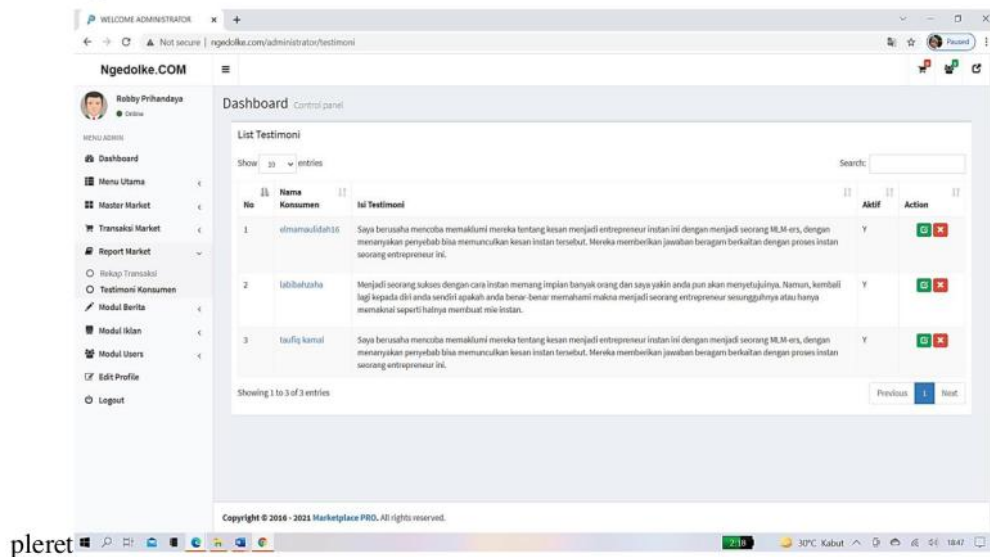 WELCOME ADMINISTRATOR
Not secure | ngedolke.com/administrator/testimoni
Paused
Ngedolke.COM
Robby Prihandaya
Online
Dashboard Control panel
MENU ADMIN
List Testimoni
Dashboard
Show 10 entries
Search:
Menu Utama
Master Market
No
Nama Konsumen
Isi Testimoni
Aktif
Action
Transaksi Market
1
elmamaulidah16
Saya berusaha mencoba memaklumi mereka tentang kesan menjadi entrepreneur instan ini dengan menjadi seorang MLM-ers, dengan
menanyakan penyebab bisa memunculkan kesan instan tersebut. Mereka memberikan jawaban beragam berkaitan dengan proses instan
seorang entrepreneur ini.
Y
Report Market
Rekap Transaksi
Testimoni Konsumen
2
labibahzaha
Menjadi seorang sukses dengan cara instan memang impian banyak orang dan saya yakin anda pun akan menyetujuinya. Namun, kembali
lagi kepada diri anda sendiri apakah anda benar-benar memahami makna menjadi seorang entrepreneur sesungguhnya atau hanya
memaknai seperti halnya membuat mie instan.
Y
Modul Berita
Modul Iklan
3
taufiq kamal
Saya berusaha mencoba memaklumi mereka tentang kesan menjadi entrepreneur instan ini dengan menjadi seorang MLM-ers, dengan
menanyakan penyebab bisa memunculkan kesan instan tersebut. Mereka memberikan jawaban beragam berkaitan dengan proses instan
seorang entrepreneur ini.
Y
Modul Users
Edit Profile
Logout
Showing 1 to 3 of 3 entries
Previous 1 Next
Copyright © 2016 - 2021 Marketplace PRO. All rights reserved.
pleret
2:18
30°C Kabut
18:47